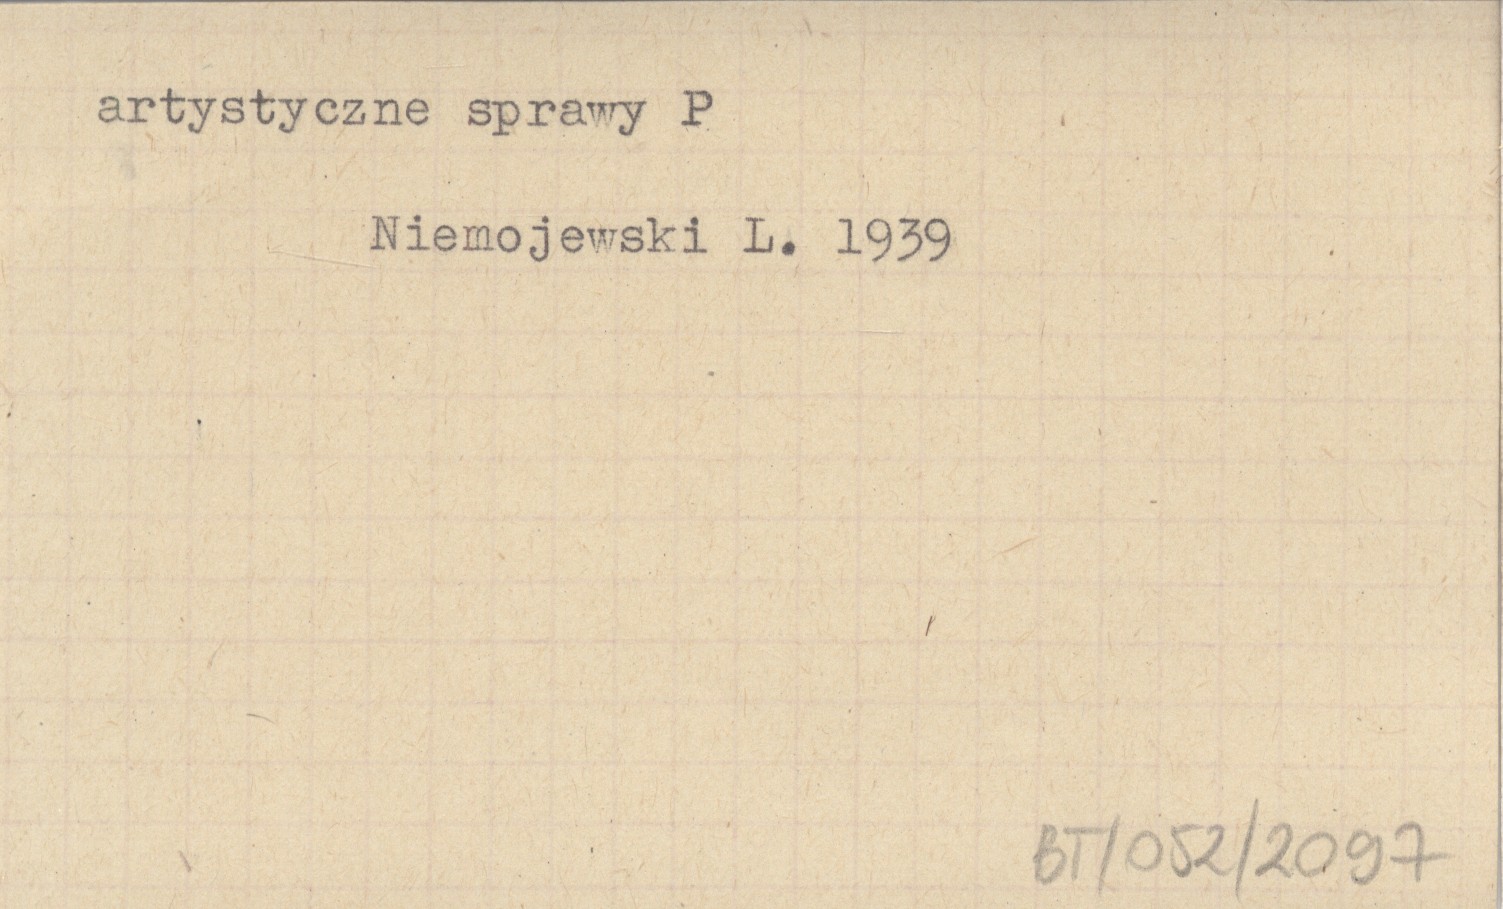 artystyczne sprawy P
Niemojewski L. 1939
BT/052/2097